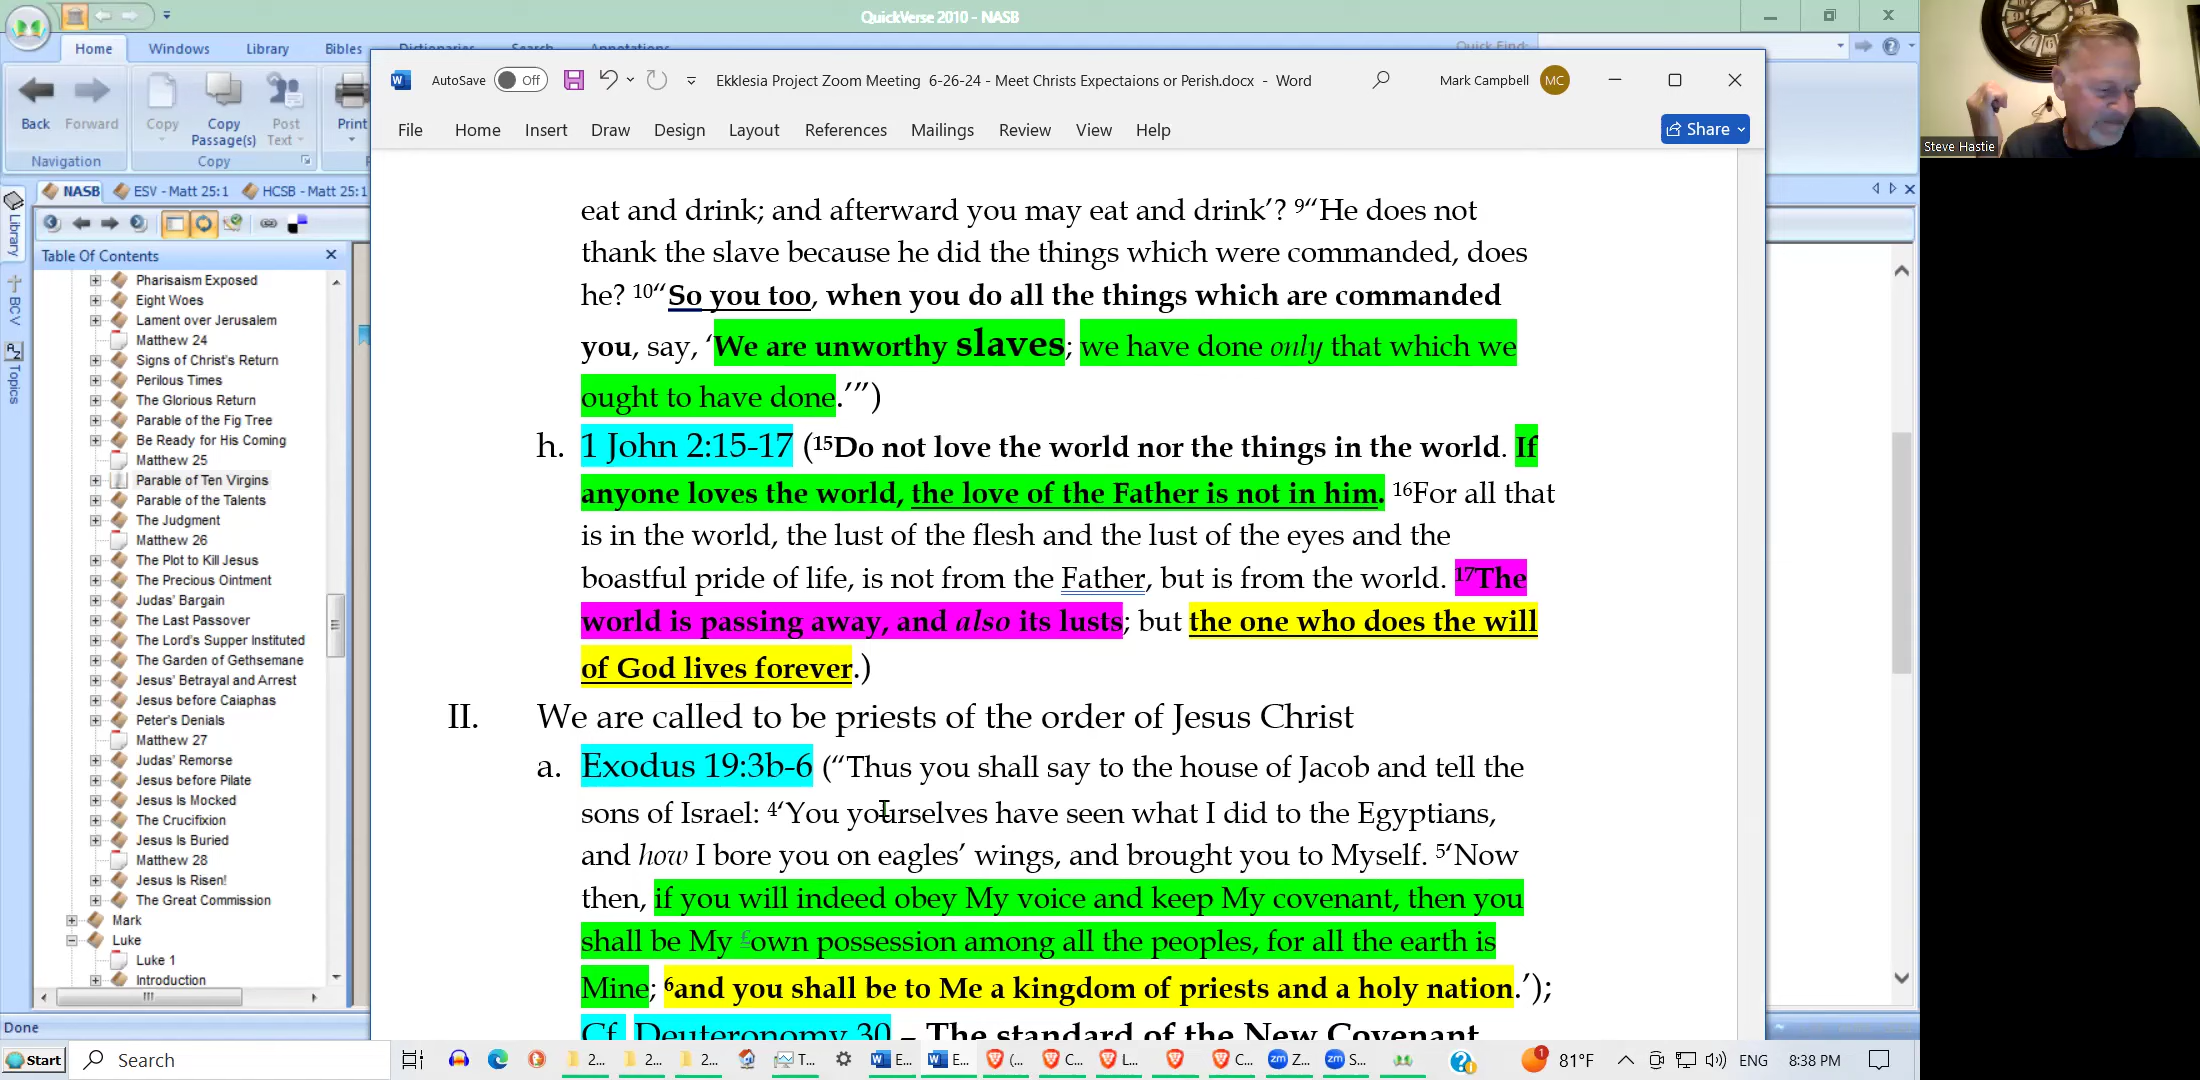 QuickVerse 2010 - NASB
Home Windows Library Bibles Dictionaries Search Annotations Quick Find:
Back Forward Copy Copy Passage(s) Post Text Print
Navigation Copy
NASB ESV - Matt 25:1 HCSB - Matt 25:1
Library
BCV
Topics
Table Of Contents
Pharisaism Exposed
Eight Woes
Lament over Jerusalem
Matthew 24
Signs of Christ's Return
Perilous Times
The Glorious Return
Parable of the Fig Tree
Be Ready for His Coming
Matthew 25
Parable of Ten Virgins
Parable of the Talents
The Judgment
Matthew 26
The Plot to Kill Jesus
The Precious Ointment
Judas' Bargain
The Last Passover
The Lord's Supper Instituted
The Garden of Gethsemane
Jesus' Betrayal and Arrest
Jesus before Caiaphas
Peter's Denials
Matthew 27
Judas' Remorse
Jesus before Pilate
Jesus Is Mocked
The Crucifixion
Jesus Is Buried
Matthew 28
Jesus Is Risen!
The Great Commission
Mark
Luke
Luke 1
Introduction
Done
AutoSave Off Ekklesia Project Zoom Meeting 6-26-24 - Meet Christs Expectaions or Perish.docx - Word Mark Campbell MC
File Home Insert Draw Design Layout References Mailings Review View Help Share
eat and drink; and afterward you may eat and drink’? 9“He does not
thank the slave because he did the things which were commanded, does
he? 10“So you too, when you do all the things which are commanded
you, say, ‘We are unworthy slaves; we have done only that which we
ought to have done.’”)
h. 1 John 2:15-17 (15Do not love the world nor the things in the world. If
anyone loves the world, the love of the Father is not in him. 16For all that
is in the world, the lust of the flesh and the lust of the eyes and the
boastful pride of life, is not from the Father, but is from the world. 17The
world is passing away, and also its lusts; but the one who does the will
of God lives forever.)
II. We are called to be priests of the order of Jesus Christ
a. Exodus 19:3b-6 (“Thus you shall say to the house of Jacob and tell the
sons of Israel: 4‘You yourselves have seen what I did to the Egyptians,
and how I bore you on eagles’ wings, and brought you to Myself. 5‘Now
then, if you will indeed obey My voice and keep My covenant, then you
shall be My £own possession among all the peoples, for all the earth is
Mine; 6and you shall be to Me a kingdom of priests and a holy nation.’);
Cf. Deuteronomy 30 – The standard of the New Covenant
Steve Hastie
Start Search 2... 2... 2... T... E... E... (... C... L... C... Z... S... 1 81°F ENG 8:38 PM